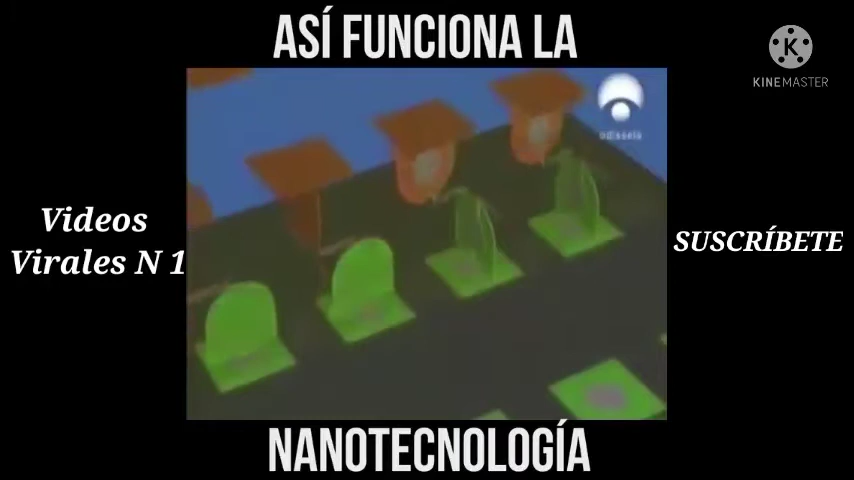 ASÍ FUNCIONA LA
KINEMASTER
odisseia
Videos
Virales N 1
SUSCRÍBETE
NANOTECNOLOGÍA